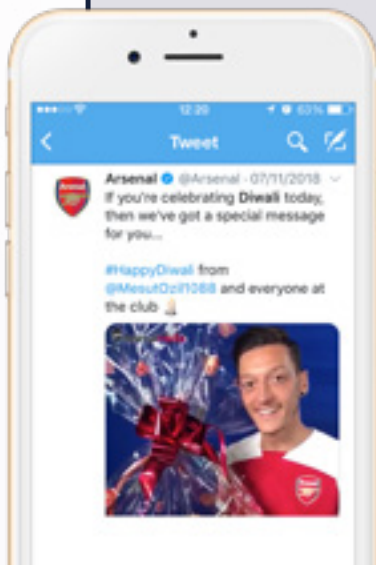 12:20
63%
Tweet
Arsenal @Arsenal · 07/11/2018
If you're celebrating Diwali today,
then we've got a special message
for you...
#HappyDiwali from
@MesutOzil1088 and everyone at
the club
Arsenal